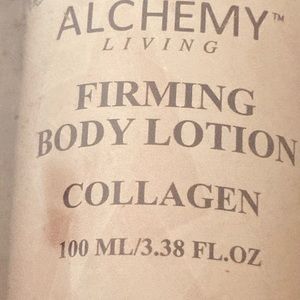 ALCHEMY™
LIVING
FIRMING
BODY LOTION
COLLAGEN
100 ML/3.38 FL.OZ